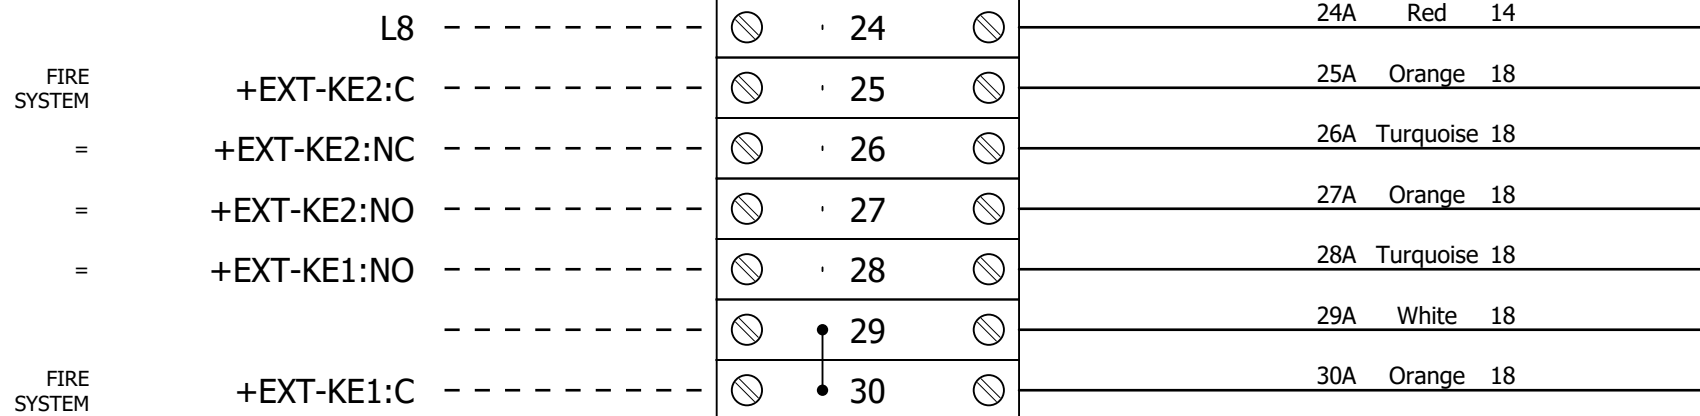 L8 24 24A Red 14
FIRE
SYSTEM +EXT-KE2:C 25 25A Orange 18
= +EXT-KE2:NC 26 26A Turquoise 18
= +EXT-KE2:NO 27 27A Orange 18
= +EXT-KE1:NO 28 28A Turquoise 18
29 29A White 18
FIRE
SYSTEM +EXT-KE1:C 30 30A Orange 18